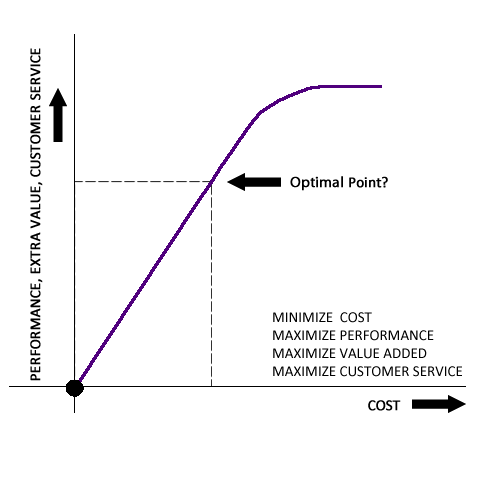 PERFORMANCE, EXTRA VALUE, CUSTOMER SERVICE
Optimal Point?
MINIMIZE COST
MAXIMIZE PERFORMANCE
MAXIMIZE VALUE ADDED
MAXIMIZE CUSTOMER SERVICE
COST